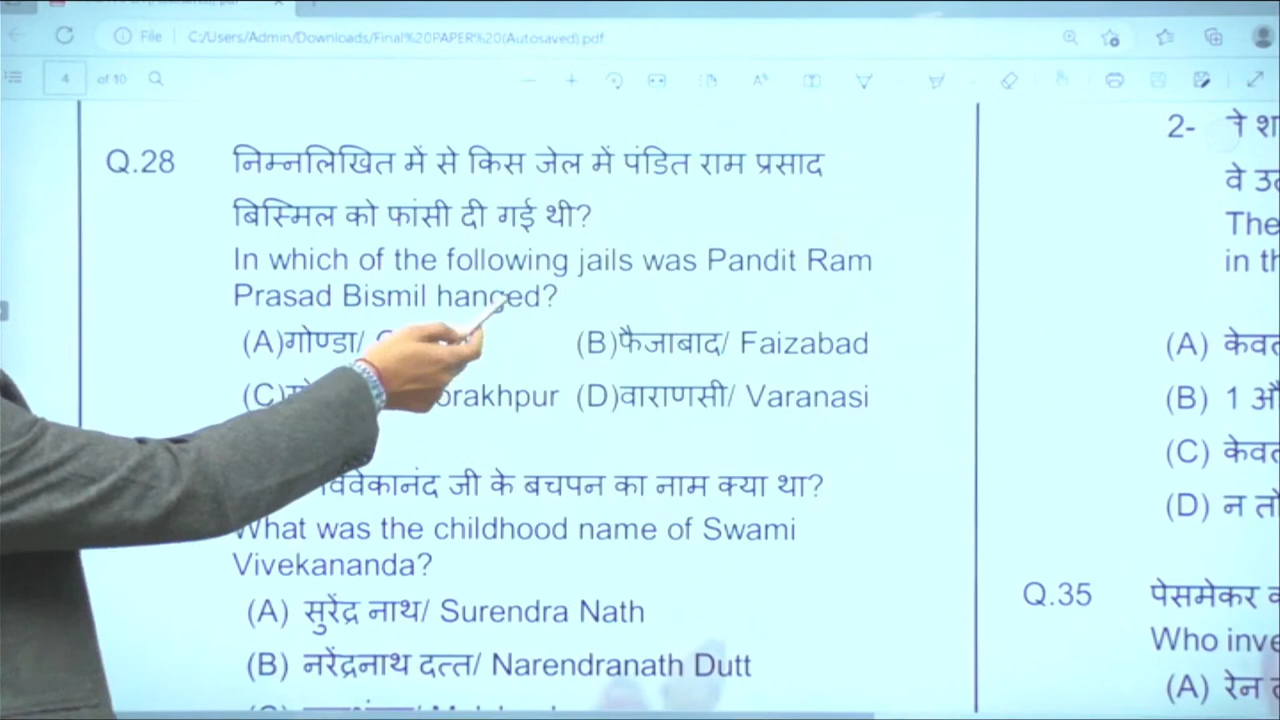 File
C:/Users/Admin/Downloads/Final%20PAPER%20(Autosaved).pdf
4 of 10
Q.28 निम्नलिखित में से किस जेल में पंडित राम प्रसाद
बिस्मिल को फांसी दी गई थी?
In which of the following jails was Pandit Ram
Prasad Bismil hanged?
(A)गोण्डा/ (B)फैजाबाद/ Faizabad
(C) orakhpur (D)वाराणसी/ Varanasi
विवेकानंद जी के बचपन का नाम क्या था?
What was the childhood name of Swami
Vivekananda?
(A) सुरेंद्र नाथ/ Surendra Nath
(B) नरेंद्रनाथ दत्त/ Narendranath Dutt
2-
वे
The
in th
(A)
(B) 1 औ
(C)
(D) न तो
Q.35 पेसमेकर
Who inve
(A) रेन